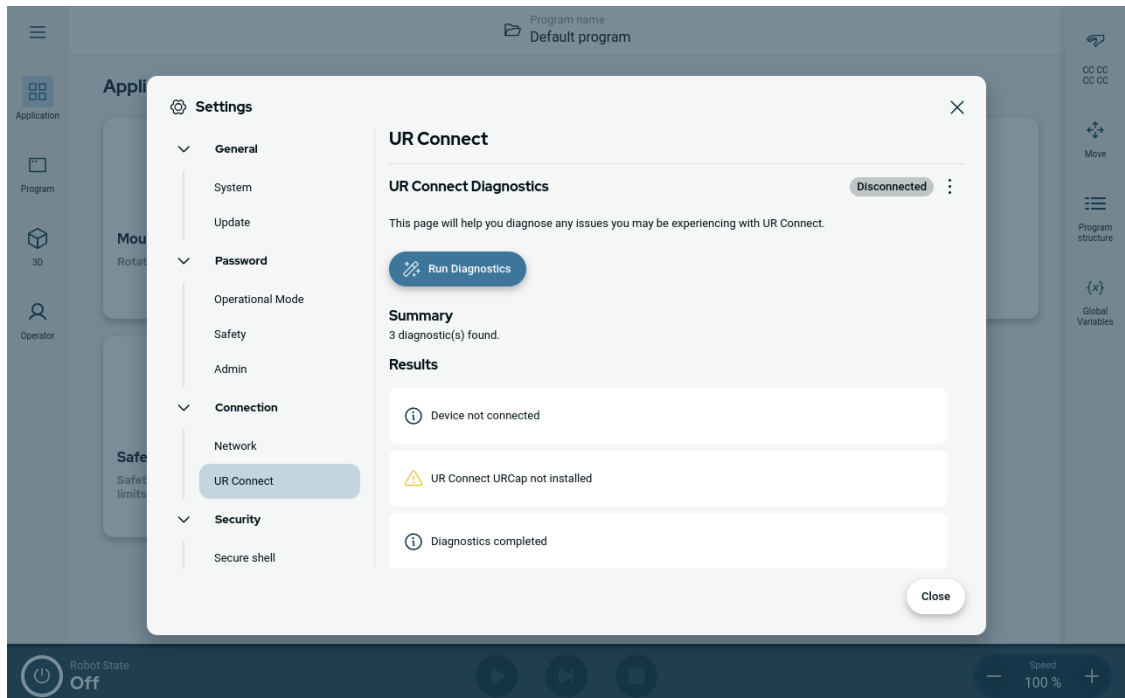 Program name
Default program
Application
Program
3D
Operator
Appli
Mou
Rotat
Safe
Safet
limits
Settings
General
System
Update
Password
Operational Mode
Safety
Admin
Connection
Network
UR Connect
Security
Secure shell
UR Connect
UR Connect Diagnostics
Disconnected
This page will help you diagnose any issues you may be experiencing with UR Connect.
Run Diagnostics
Summary
3 diagnostic(s) found.
Results
Device not connected
UR Connect URCap not installed
Diagnostics completed
Close
CC CC
CC CC
Move
Program
structure
{x}
Global
Variables
Robot State
Off
Speed
100 %